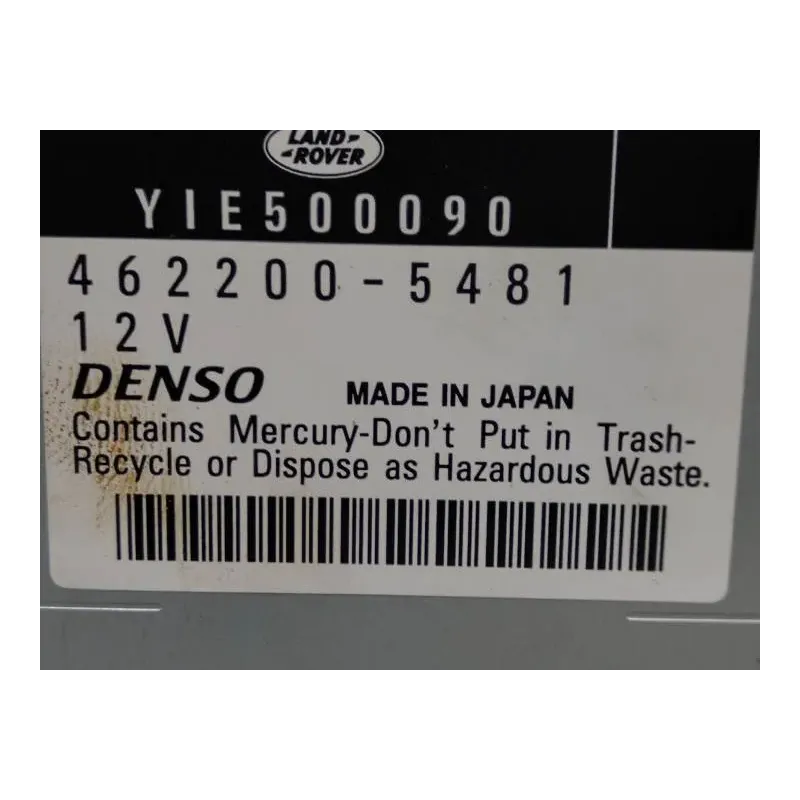 LAND-
-ROVER
YIE500090
462200-5481
12V
DENSO MADE IN JAPAN
Contains Mercury-Don't Put in Trash-
Recycle or Dispose as Hazardous Waste.